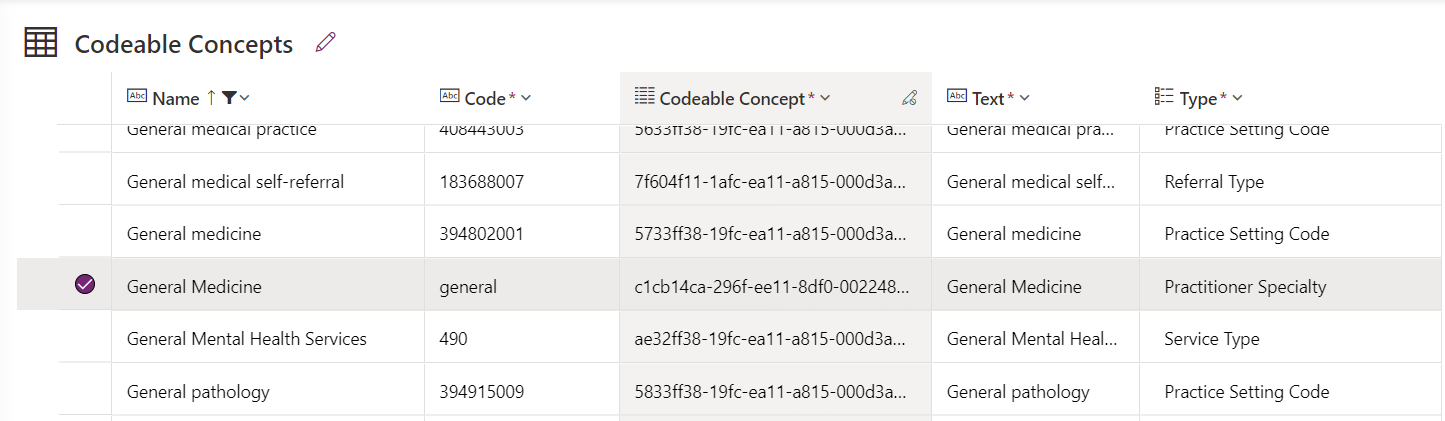 Codeable Concepts
Abc Name Abc Code* Codeable Concept* Abc Text* Type*
General medical practice 408443003 5633ff38-19fc-ea11-a815-000d3a... General medical pra... Practice Setting Code
General medical self-referral 183688007 7f604f11-1afc-ea11-a815-000d3a... General medical self... Referral Type
General medicine 394802001 5733ff38-19fc-ea11-a815-000d3a... General medicine Practice Setting Code
General Medicine general c1cb14ca-296f-ee11-8df0-002248... General Medicine Practitioner Specialty
General Mental Health Services 490 ae32ff38-19fc-ea11-a815-000d3a... General Mental Heal... Service Type
General pathology 394915009 5833ff38-19fc-ea11-a815-000d3a... General pathology Practice Setting Code